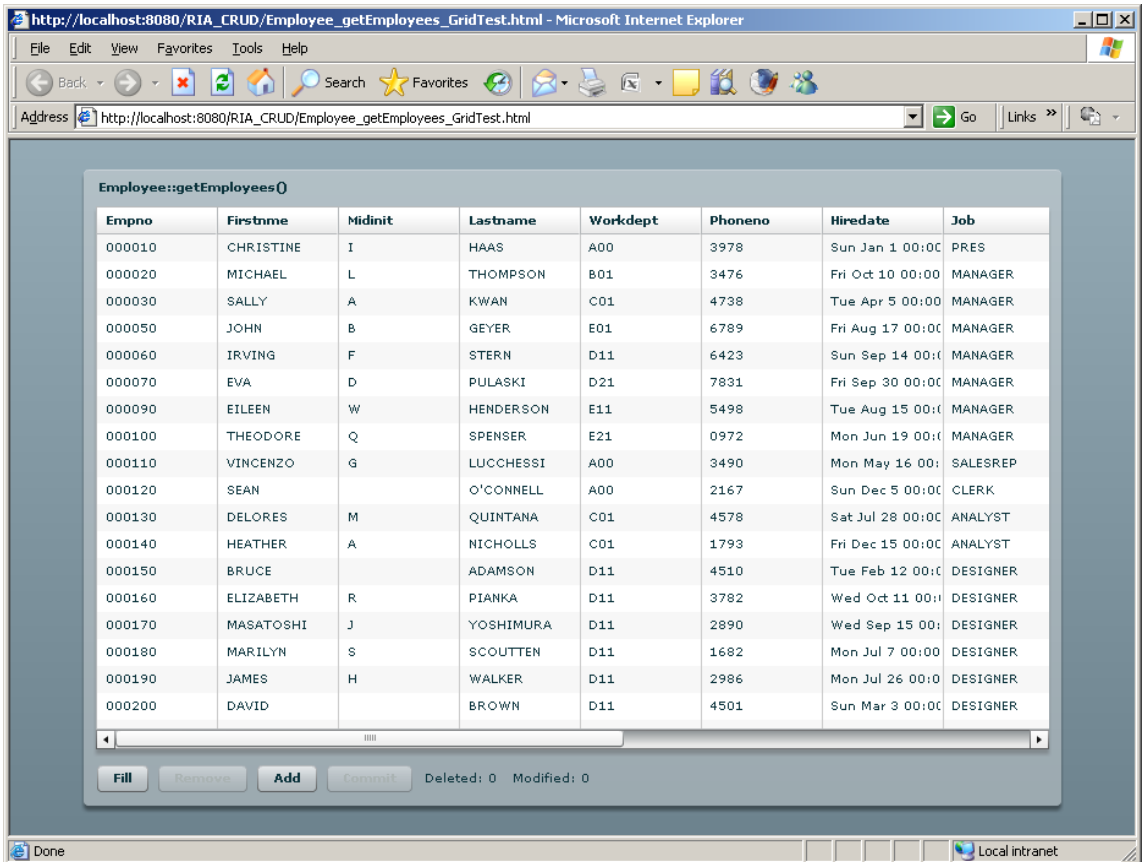 http://localhost:8080/RIA_CRUD/Employee_getEmployees_GridTest.html - Microsoft Internet Explorer
File Edit View Favorites Tools Help
Back Search Favorites
Address http://localhost:8080/RIA_CRUD/Employee_getEmployees_GridTest.html Go Links »
Employee::getEmployees()
Empno Firstnme Midinit Lastname Workdept Phoneno Hiredate Job
000010 CHRISTINE I HAAS A00 3978 Sun Jan 1 00:00 PRES
000020 MICHAEL L THOMPSON B01 3476 Fri Oct 10 00:00 MANAGER
000030 SALLY A KWAN C01 4738 Tue Apr 5 00:00 MANAGER
000050 JOHN B GEYER E01 6789 Fri Aug 17 00:00 MANAGER
000060 IRVING F STERN D11 6423 Sun Sep 14 00:0 MANAGER
000070 EVA D PULASKI D21 7831 Fri Sep 30 00:00 MANAGER
000090 EILEEN W HENDERSON E11 5498 Tue Aug 15 00:0 MANAGER
000100 THEODORE Q SPENSER E21 0972 Mon Jun 19 00:0 MANAGER
000110 VINCENZO G LUCCHESSI A00 3490 Mon May 16 00: SALESREP
000120 SEAN O'CONNELL A00 2167 Sun Dec 5 00:00 CLERK
000130 DELORES M QUINTANA C01 4578 Sat Jul 28 00:00 ANALYST
000140 HEATHER A NICHOLLS C01 1793 Fri Dec 15 00:00 ANALYST
000150 BRUCE ADAMSON D11 4510 Tue Feb 12 00:0 DESIGNER
000160 ELIZABETH R PIANKA D11 3782 Wed Oct 11 00: DESIGNER
000170 MASATOSHI J YOSHIMURA D11 2890 Wed Sep 15 00: DESIGNER
000180 MARILYN S SCOUTTEN D11 1682 Mon Jul 7 00:00 DESIGNER
000190 JAMES H WALKER D11 2986 Mon Jul 26 00:0 DESIGNER
000200 DAVID BROWN D11 4501 Sun Mar 3 00:00 DESIGNER
Fill Remove Add Commit Deleted: 0 Modified: 0
Done Local intranet